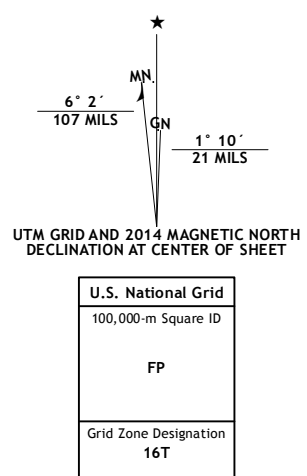 ★
MN
GN
6° 2´
107 MILS
1° 10´
21 MILS
UTM GRID AND 2014 MAGNETIC NORTH
DECLINATION AT CENTER OF SHEET
U.S. National Grid
100,000-m Square ID
FP
Grid Zone Designation
16T